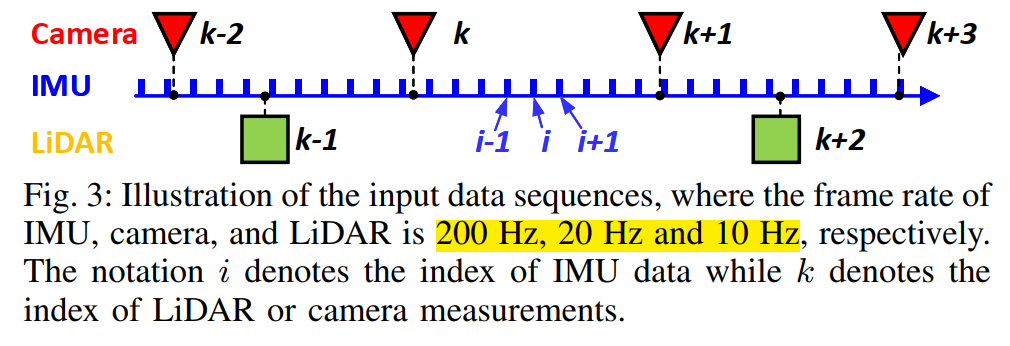 Camera k-2 k k+1 k+3
IMU
i-1 i i+1
LiDAR k-1 k+2
Fig. 3: Illustration of the input data sequences, where the frame rate of
IMU, camera, and LiDAR is 200 Hz, 20 Hz and 10 Hz, respectively.
The notation i denotes the index of IMU data while k denotes the
index of LiDAR or camera measurements.